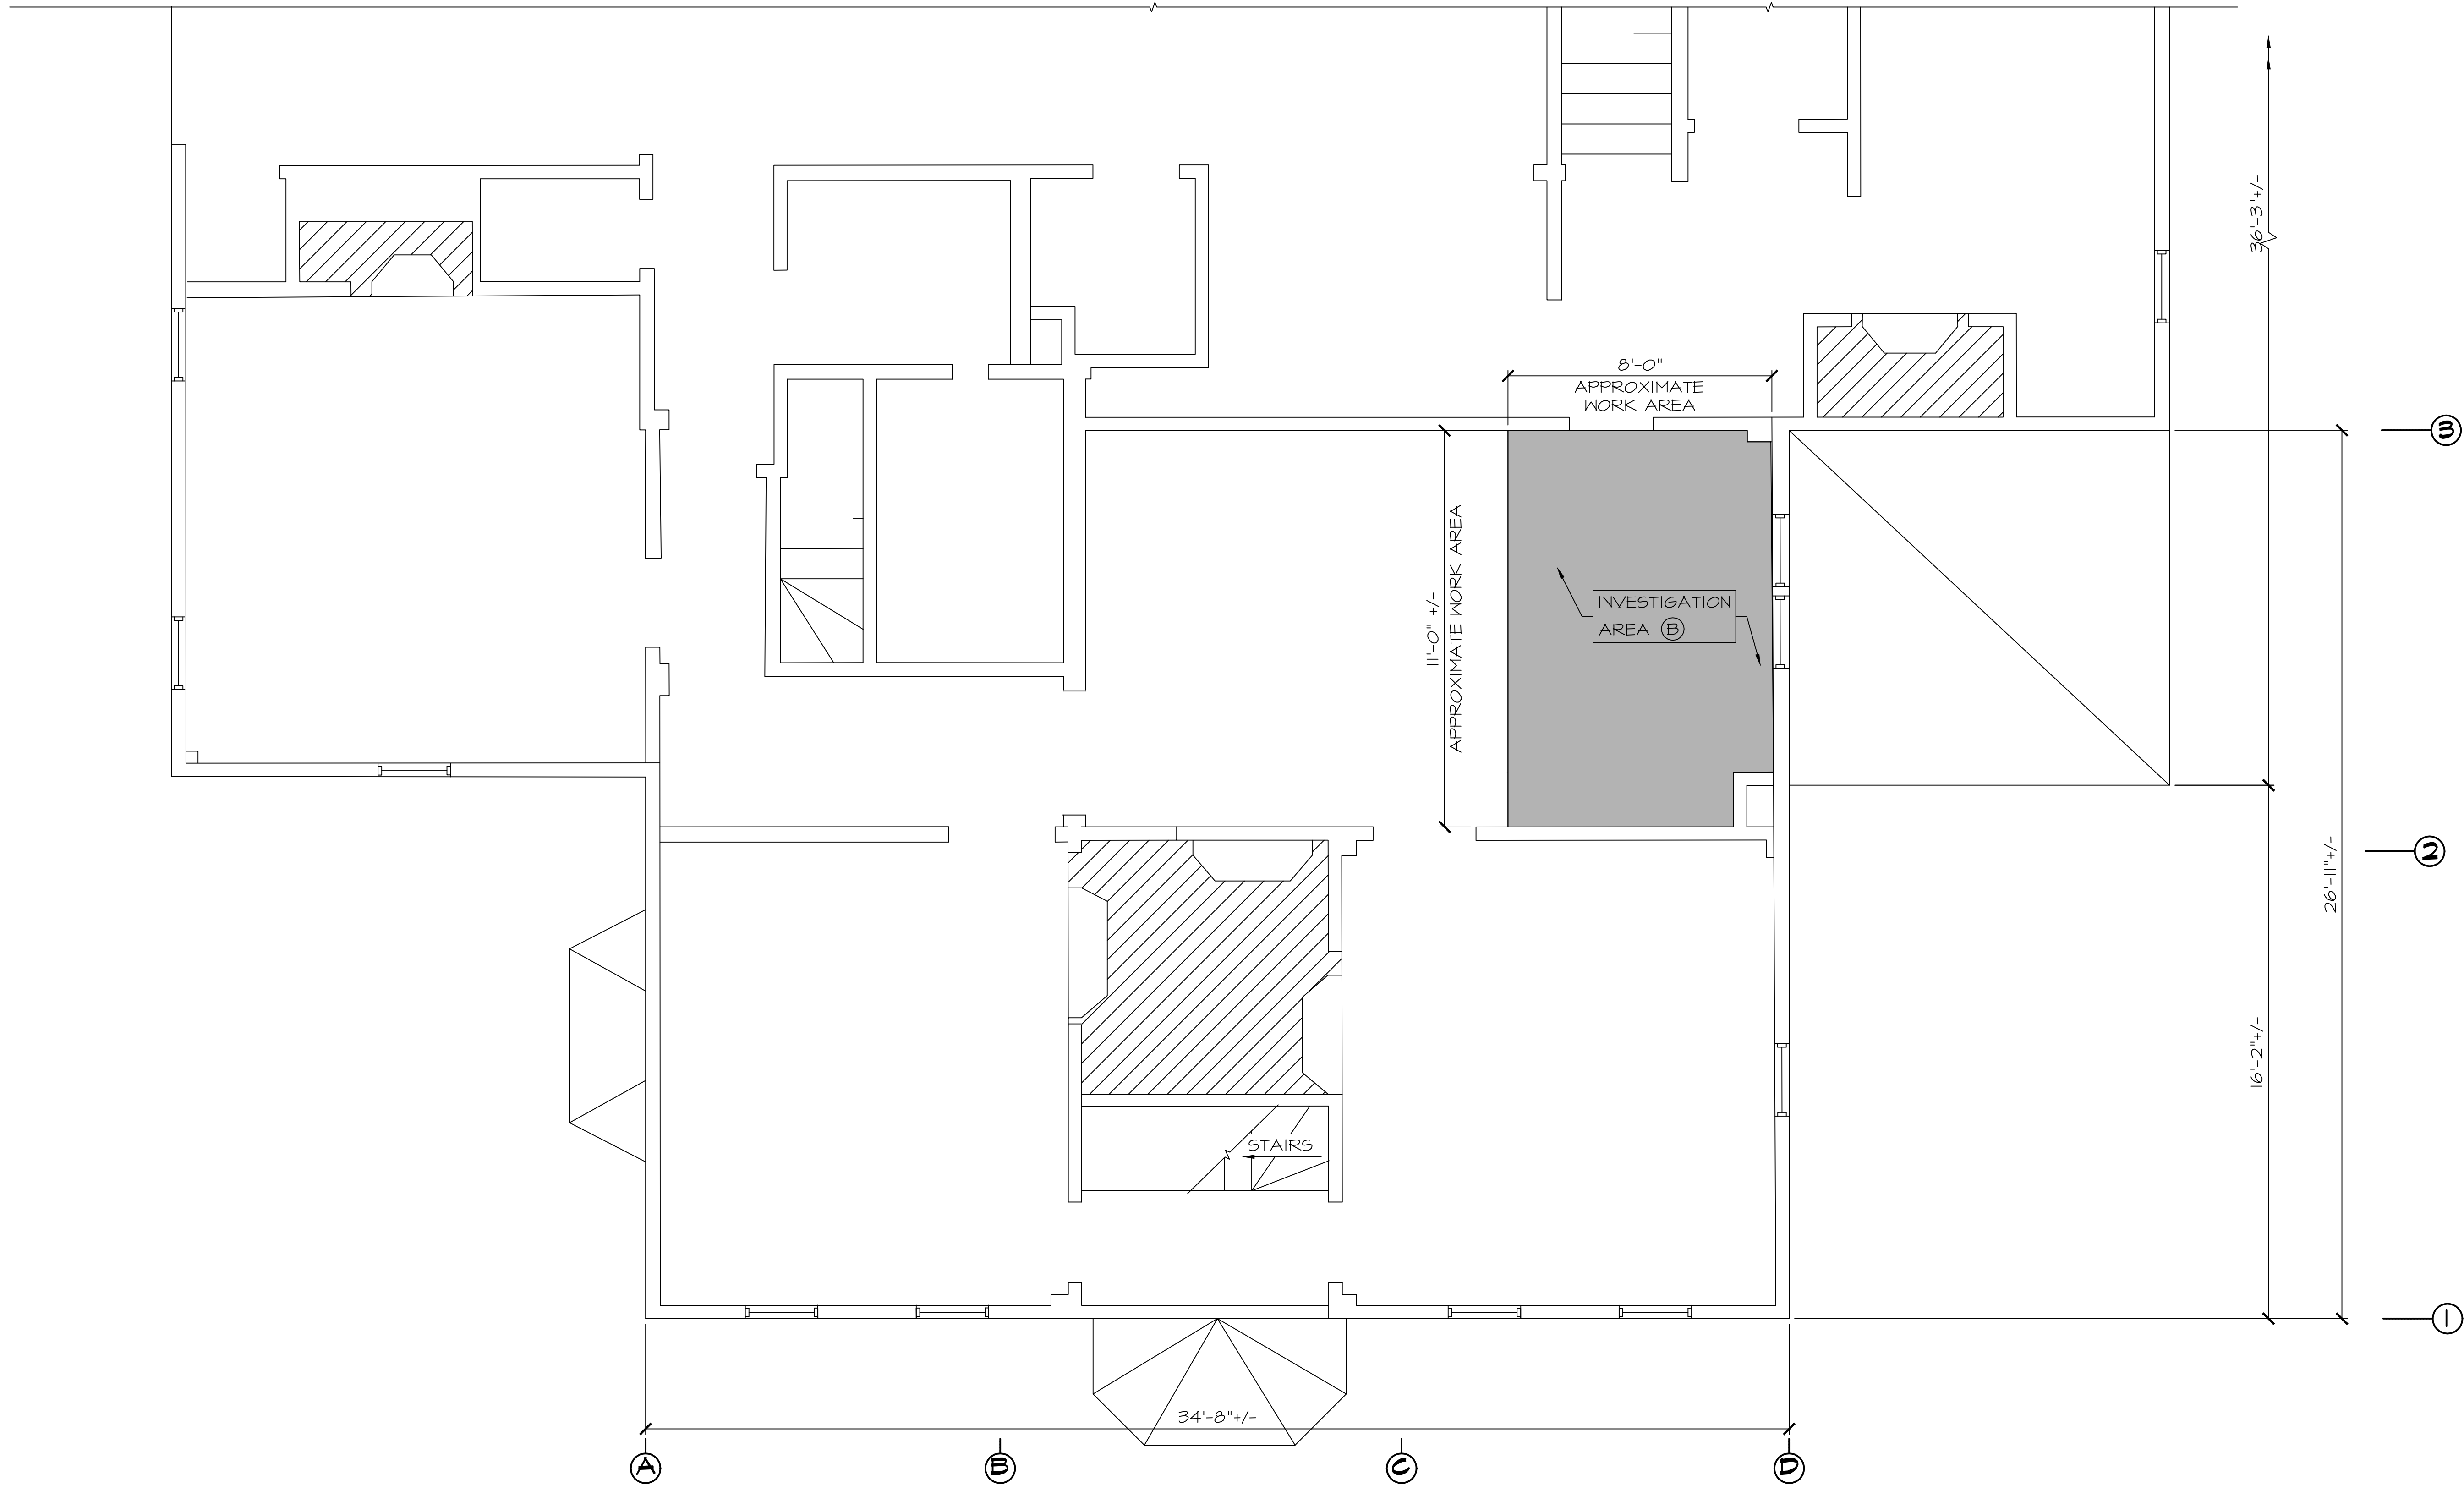 36'-3"+/-
8'-0"
APPROXIMATE
WORK AREA
3
11'-0" +/-
APPROXIMATE WORK AREA
INVESTIGATION
AREA B
2
26'-11"+/-
16'-2"+/-
STAIRS
1
34'-8"+/-
A
B
C
D